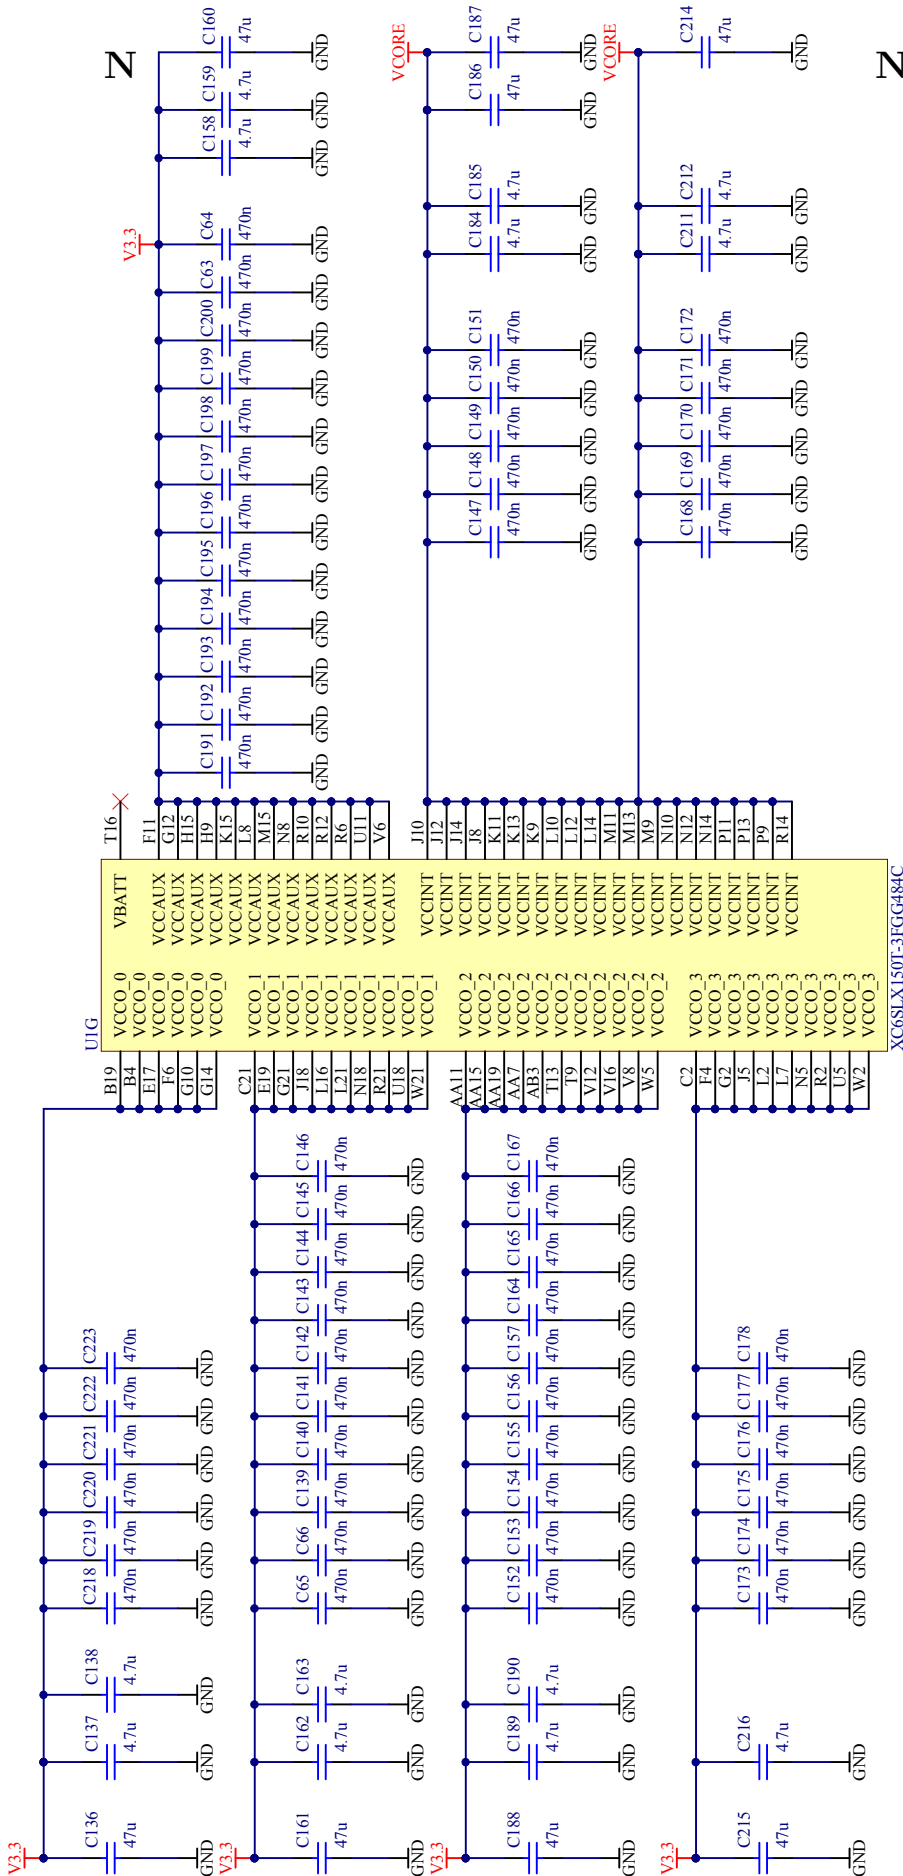 N
N
V3.3
C160
47u
GND
C159
4.7u
GND
C158
4.7u
GND
C64
470n
GND
C63
470n
GND
C200
470n
GND
C199
470n
GND
C198
470n
GND
C197
470n
GND
C196
470n
GND
C195
470n
GND
C194
470n
GND
C193
470n
GND
C192
470n
GND
C191
470n
GND
VCORE
C187
47u
GND
C186
47u
GND
C185
4.7u
GND
C184
4.7u
GND
C151
470n
GND
C150
470n
GND
C149
470n
GND
C148
470n
GND
C147
470n
GND
VCORE
C214
47u
GND
C212
4.7u
GND
C211
4.7u
GND
C172
470n
GND
C171
470n
GND
C170
470n
GND
C169
470n
GND
C168
470n
GND
U1G
T16 VBATT
F11 VCCAUX
G12 VCCAUX
H15 VCCAUX
H9 VCCAUX
K15 VCCAUX
L8 VCCAUX
M15 VCCAUX
N8 VCCAUX
R10 VCCAUX
R12 VCCAUX
R6 VCCAUX
U11 VCCAUX
V6 VCCAUX
J10 VCCINT
J12 VCCINT
J14 VCCINT
J8 VCCINT
K11 VCCINT
K13 VCCINT
K9 VCCINT
L10 VCCINT
L12 VCCINT
L14 VCCINT
M11 VCCINT
M13 VCCINT
M9 VCCINT
N10 VCCINT
N12 VCCINT
N14 VCCINT
P11 VCCINT
P13 VCCINT
P9 VCCINT
R14 VCCINT
B19 VCCO_0
B4 VCCO_0
E17 VCCO_0
F6 VCCO_0
G10 VCCO_0
G14 VCCO_0
C21 VCCO_1
E19 VCCO_1
G21 VCCO_1
J18 VCCO_1
L16 VCCO_1
L21 VCCO_1
N18 VCCO_1
R21 VCCO_1
U18 VCCO_1
W21 VCCO_1
AA11 VCCO_2
AA15 VCCO_2
AA19 VCCO_2
AA7 VCCO_2
AB3 VCCO_2
T13 VCCO_2
T9 VCCO_2
V12 VCCO_2
V16 VCCO_2
V8 VCCO_2
W5 VCCO_2
C2 VCCO_3
F4 VCCO_3
G2 VCCO_3
J5 VCCO_3
L2 VCCO_3
L7 VCCO_3
N5 VCCO_3
R2 VCCO_3
U5 VCCO_3
W2 VCCO_3
XC6SLX150T-3FGG484C
V3.3
C223
470n
GND
C222
470n
GND
C221
470n
GND
C220
470n
GND
C219
470n
GND
C218
470n
GND
C138
4.7u
GND
C137
4.7u
GND
C136
47u
GND
V3.3
C146
470n
GND
C145
470n
GND
C144
470n
GND
C143
470n
GND
C142
470n
GND
C141
470n
GND
C140
470n
GND
C139
470n
GND
C66
470n
GND
C65
470n
GND
C163
4.7u
GND
C162
4.7u
GND
C161
47u
GND
V3.3
C167
470n
GND
C166
470n
GND
C165
470n
GND
C164
470n
GND
C157
470n
GND
C156
470n
GND
C155
470n
GND
C154
470n
GND
C153
470n
GND
C152
470n
GND
C190
4.7u
GND
C189
4.7u
GND
C188
47u
GND
V3.3
C178
470n
GND
C177
470n
GND
C176
470n
GND
C175
470n
GND
C174
470n
GND
C173
470n
GND
C216
4.7u
GND
C215
47u
GND